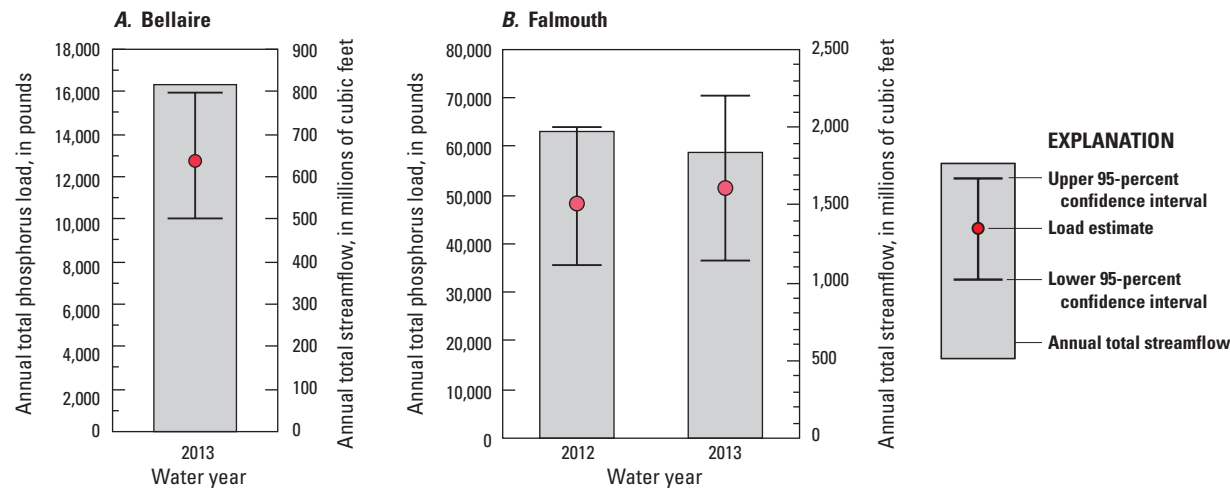 A. Bellaire
Annual total phosphorus load, in pounds
18,000
16,000
14,000
12,000
10,000
8,000
6,000
4,000
2,000
0
900
800
700
600
500
400
300
200
100
0
Annual total streamflow, in millions of cubic feet
2013
Water year
B. Falmouth
Annual total phosphorus load, in pounds
80,000
70,000
60,000
50,000
40,000
30,000
20,000
10,000
0
2,500
2,000
1,500
1,000
500
0
Annual total streamflow, in millions of cubic feet
2012 2013
Water year
EXPLANATION
Upper 95-percent
confidence interval
Load estimate
Lower 95-percent
confidence interval
Annual total streamflow